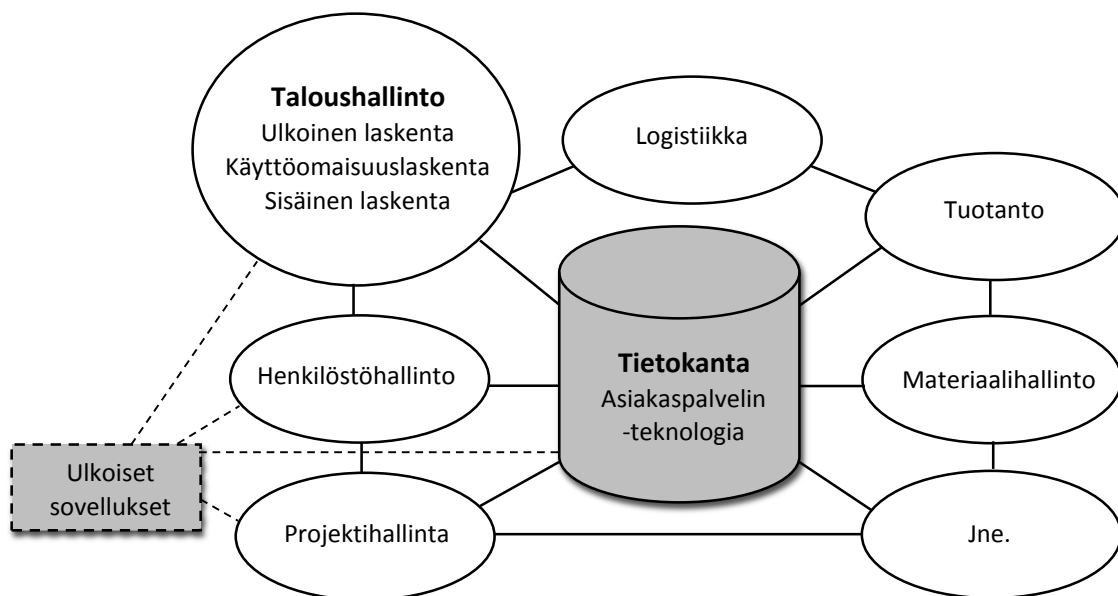 Taloushallinto
Ulkoinen laskenta
Käyttöomaisuuslaskenta
Sisäinen laskenta
Logistiikka
Tuotanto
Henkilöstöhallinto
Tietokanta
Asiakaspalvelin
-teknologia
Materiaalihallinto
Ulkoiset
sovellukset
Projektihallinta
Jne.